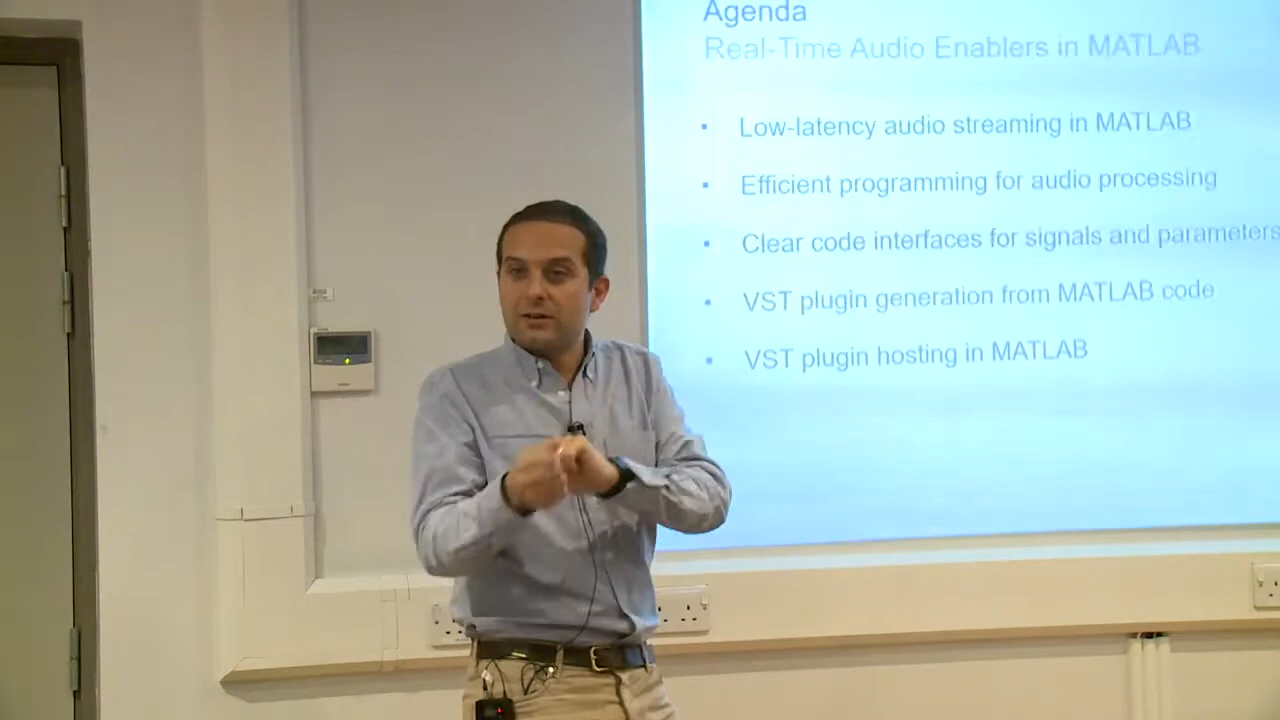 Agenda
Real-Time Audio Enablers in MATLAB
▪ Low-latency audio streaming in MATLAB
▪ Efficient programming for audio processing
▪ Clear code interfaces for signals and parameters
▪ VST plugin generation from MATLAB code
▪ VST plugin hosting in MATLAB